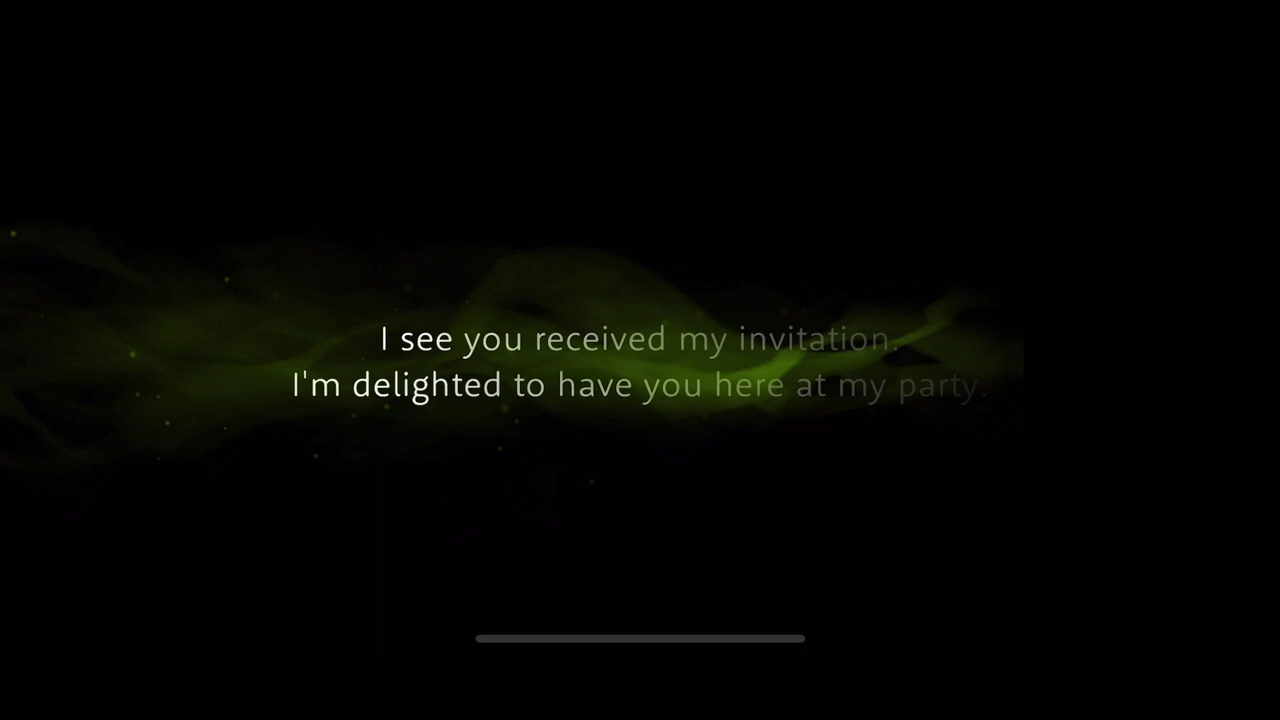 I see you received my invitation.
I'm delighted to have you here at my party.